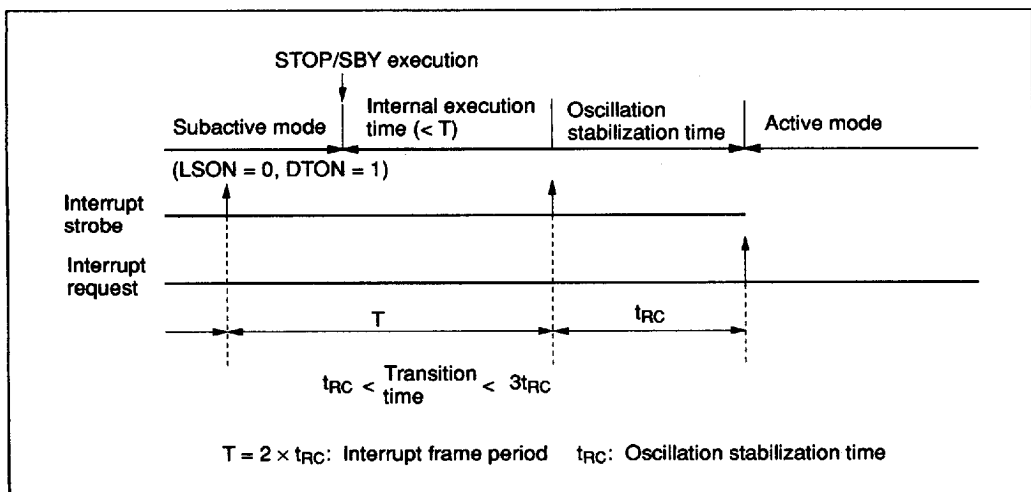 STOP/SBY execution
Subactive mode
Internal execution
time (< T)
Oscillation
stabilization time
Active mode
(LSON = 0, DTON = 1)
Interrupt
strobe
Interrupt
request
T
tRC
tRC < Transition time < 3tRC
T = 2 × tRC: Interrupt frame period tRC: Oscillation stabilization time